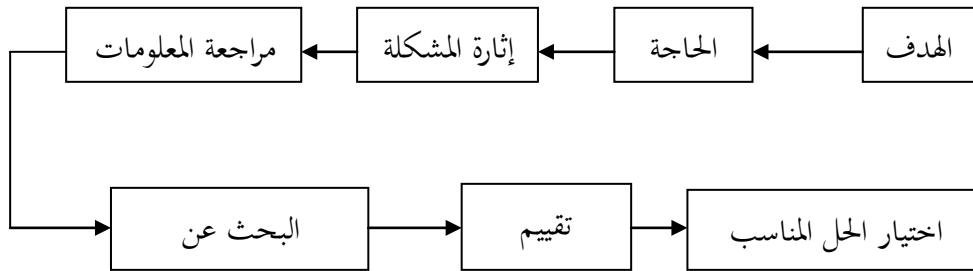 الهدف
الحاجة
إثارة المشكلة
مراجعة المعلومات
البحث عن
تقييم
اختيار الحل المناسب